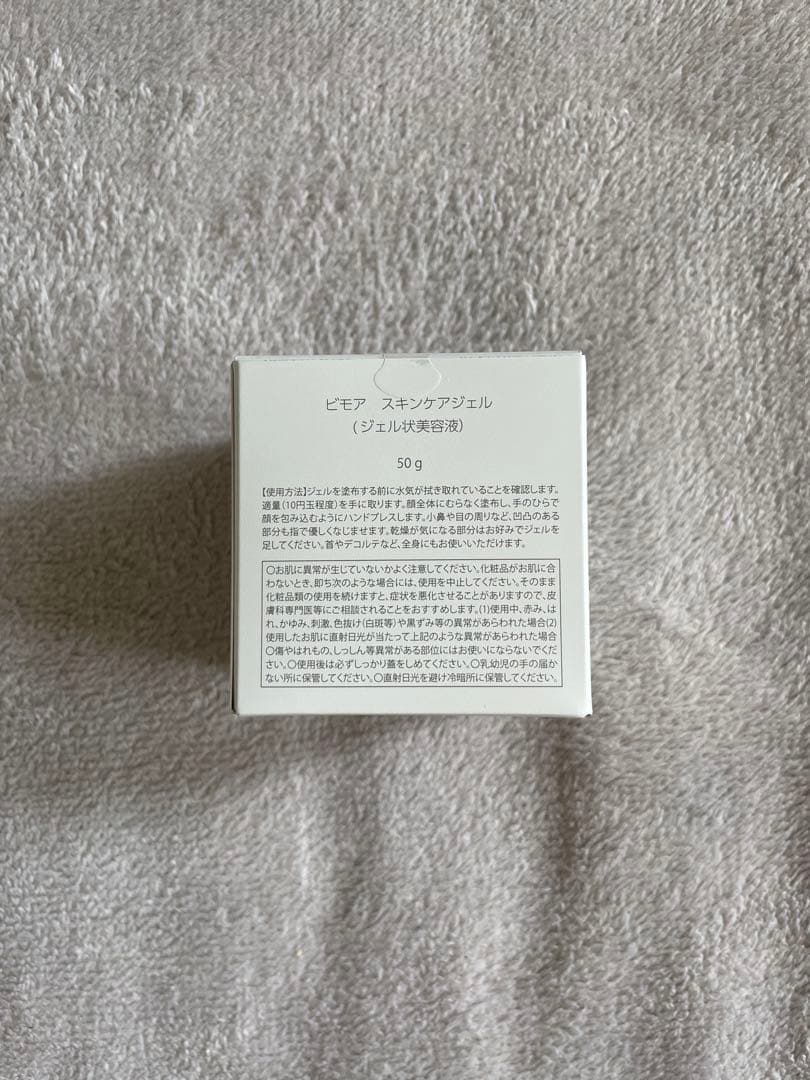 ビモア　スキンケアジェル
(ジェル状美容液)
50 g
【使用方法】ジェルを塗布する前に水気が拭き取れていることを確認します。
適量（10円玉程度）を手に取ります。顔全体にむらなく塗布し、手のひらで
顔を包み込むようにハンドプレスします。小鼻や目の周りなど、凹凸のある
部分も指で優しくなじませます。乾燥が気になる部分はお好みでジェルを
足してください。首やデコルテなど、全身にもお使いいただけます。
〇お肌に異常が生じていないかよく注意してください。化粧品がお肌に合
わないとき、即ち次のような場合には、使用を中止してください。そのまま
化粧品類の使用を続けますと、症状を悪化させることがありますので、皮
膚科専門医等にご相談されることをおすすめします。(1)使用中、赤み、は
れ、かゆみ、刺激、色抜け（白斑等）や黒ずみ等の異常があらわれた場合(2)
使用したお肌に直射日光が当たって上記のような異常があらわれた場合
〇傷やはれもの、しっしん等異常がある部位にはお使いにならないでくだ
さい。〇使用後は必ずしっかり蓋をしめてください。〇乳幼児の手の届か
ない所に保管してください。〇直射日光を避け冷暗所に保管してください。